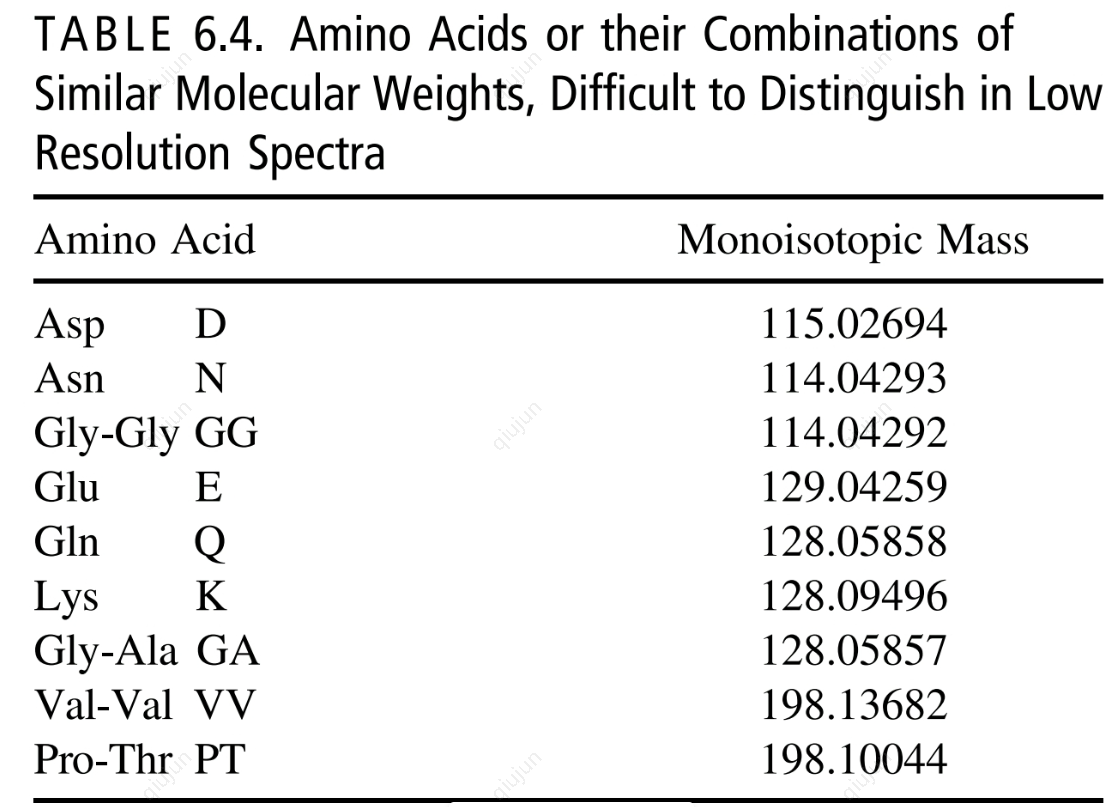 TABLE 6.4. Amino Acids or their Combinations of
Similar Molecular Weights, Difficult to Distinguish in Low
Resolution Spectra
Amino Acid Monoisotopic Mass
Asp D 115.02694
Asn N 114.04293
Gly-Gly GG 114.04292
Glu E 129.04259
Gln Q 128.05858
Lys K 128.09496
Gly-Ala GA 128.05857
Val-Val VV 198.13682
Pro-Thr PT 198.10044
qiujun
qiujun
qiujun
qiujun
qiujun
qiujun
qiujun
qiujun
qiujun